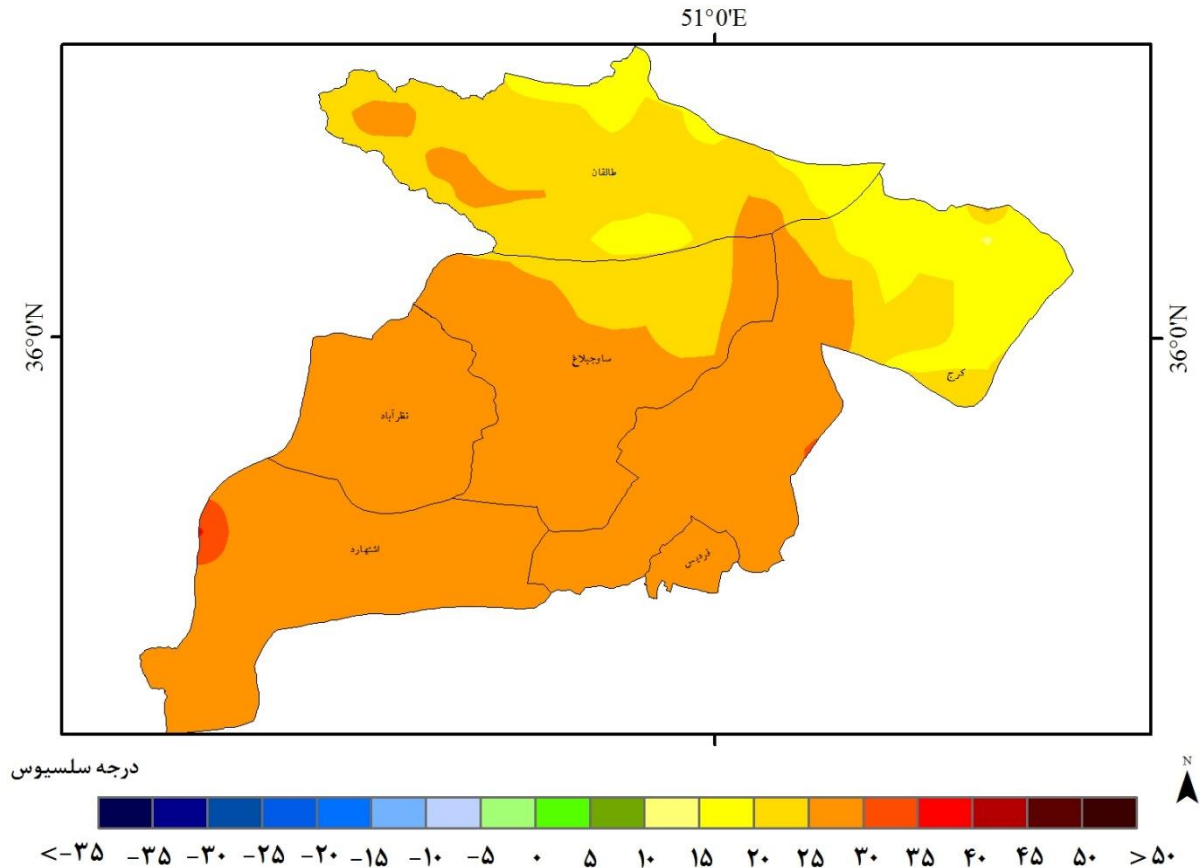 51°0'E
طالقان
36°0'N
36°0'N
ساوجبلاغ
کرج
نظرآباد
اشتهارد
فردیس
درجه سلسیوس
N
<-۳۵ -۳۵ -۳۰ -۲۵ -۲۰ -۱۵ -۱۰ -۵ ۰ ۵ ۱۰ ۱۵ ۲۰ ۲۵ ۳۰ ۳۵ ۴۰ ۴۵ ۵۰ >۵۰